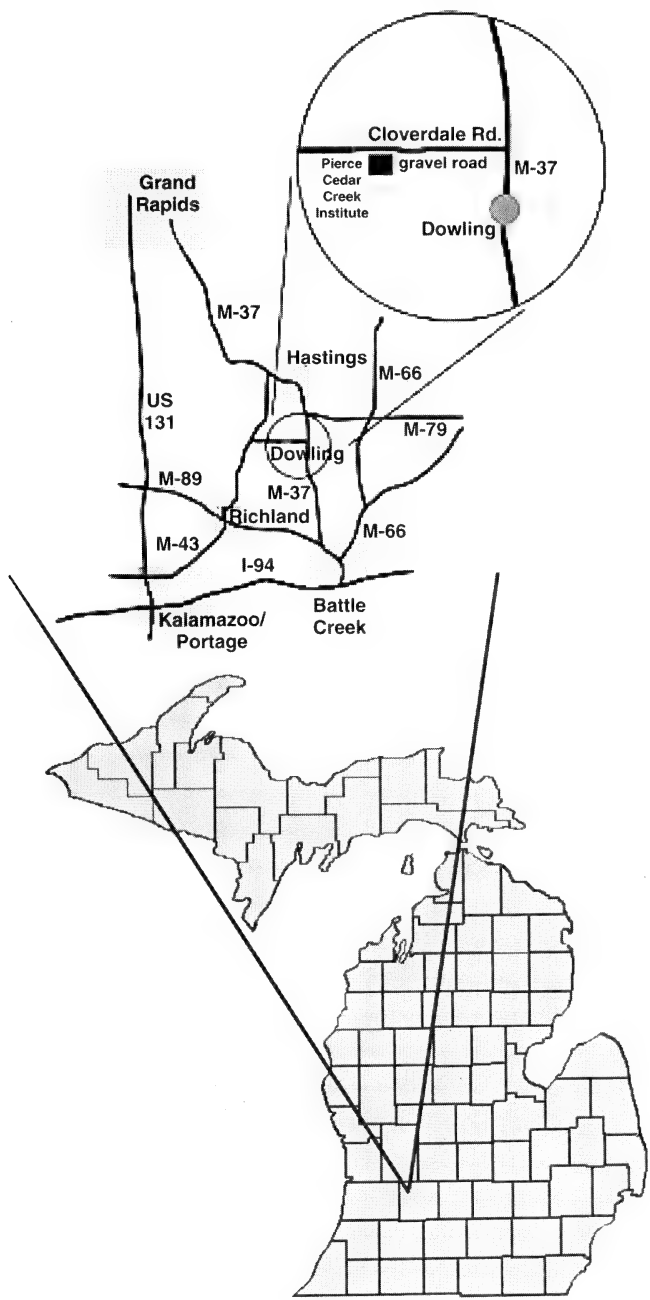 Cloverdale Rd.
Pierce
Cedar
Creek
Institute
gravel road
M-37
Dowling
Grand
Rapids
M-37
Hastings
M-66
US
131
M-79
Dowling
M-89
M-37
Richland
M-66
M-43
I-94
Kalamazoo/
Portage
Battle
Creek